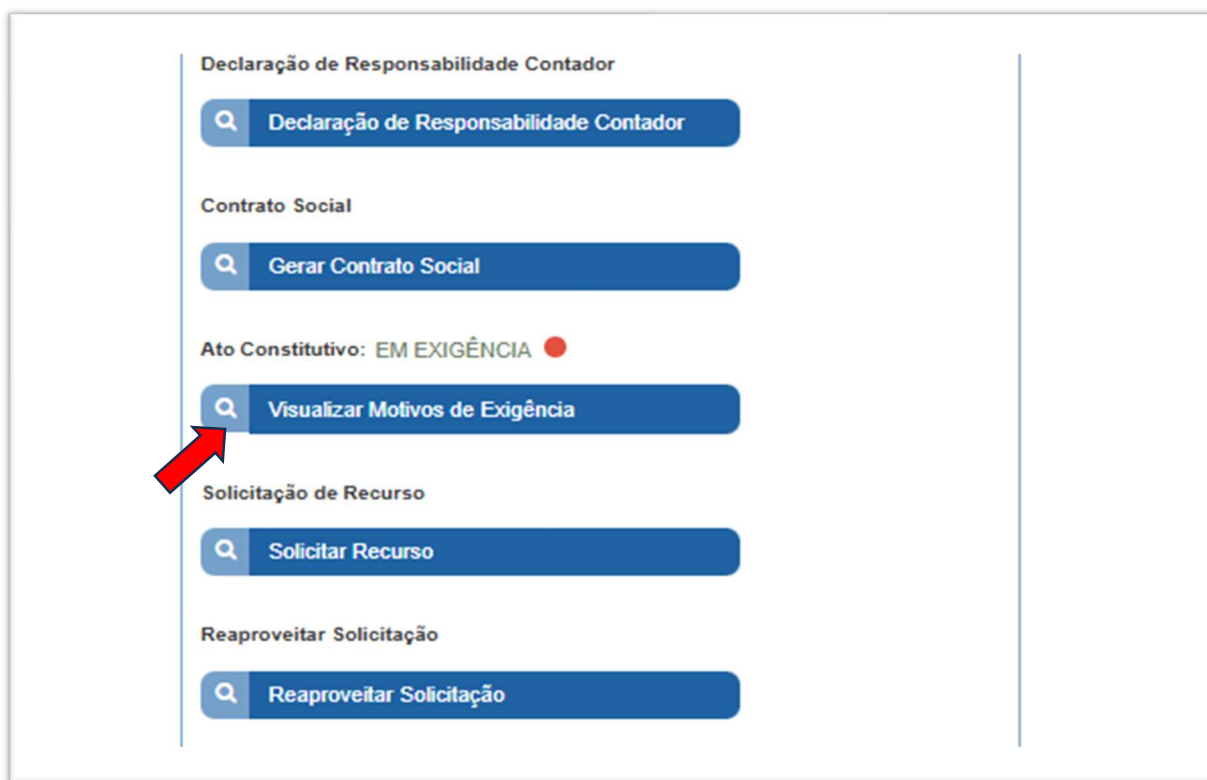 Declaração de Responsabilidade Contador
Declaração de Responsabilidade Contador
Contrato Social
Gerar Contrato Social
Ato Constitutivo: EM EXIGÊNCIA
Visualizar Motivos de Exigência
Solicitação de Recurso
Solicitar Recurso
Reaproveitar Solicitação
Reaproveitar Solicitação